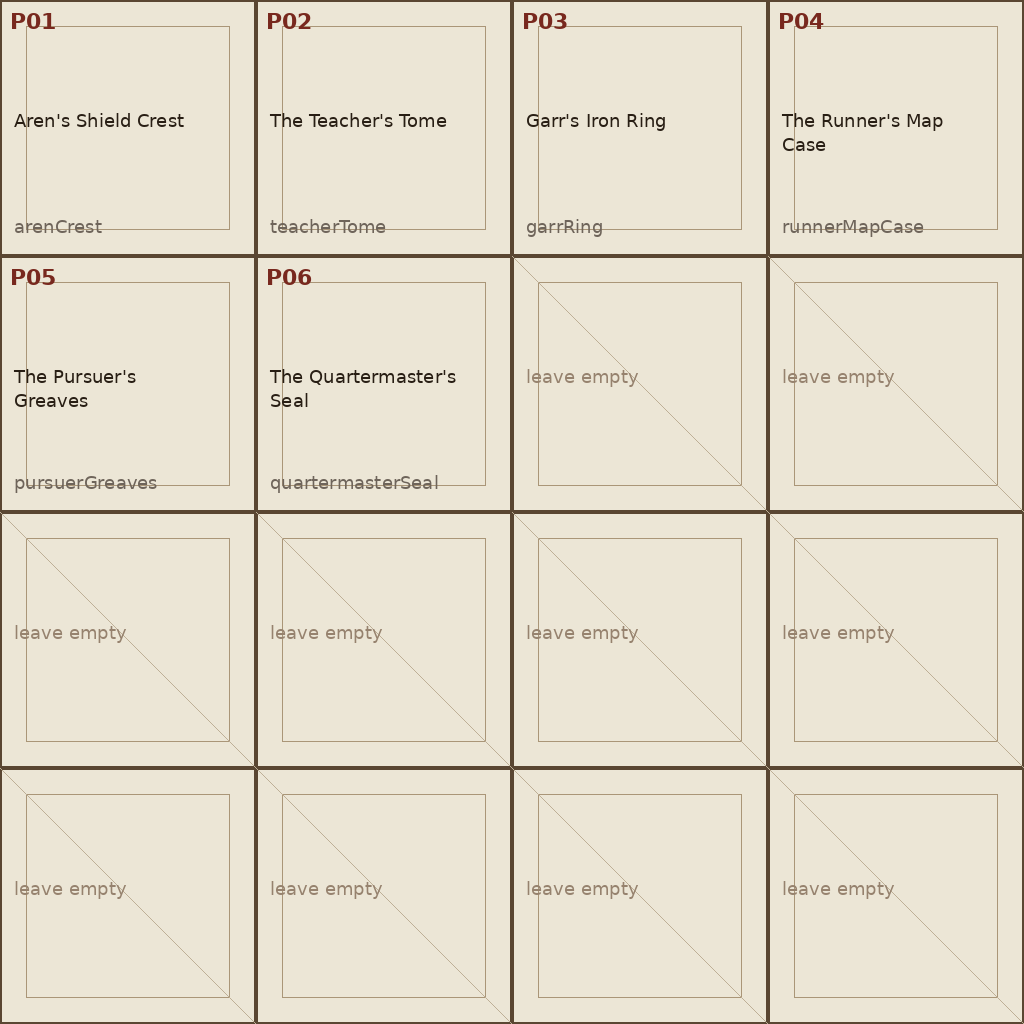 P01
P02
P03
P04
Aren's Shield Crest
The Teacher's Tome
Garr's Iron Ring
The Runner's Map
Case
arenCrest
teacherTome
garrRing
runnerMapCase
P05
P06
The Pursuer's
Greaves
The Quartermaster's
Seal
leave empty
leave empty
pursuerGreaves
quartermasterSeal
leave empty
leave empty
leave empty
leave empty
leave empty
leave empty
leave empty
leave empty